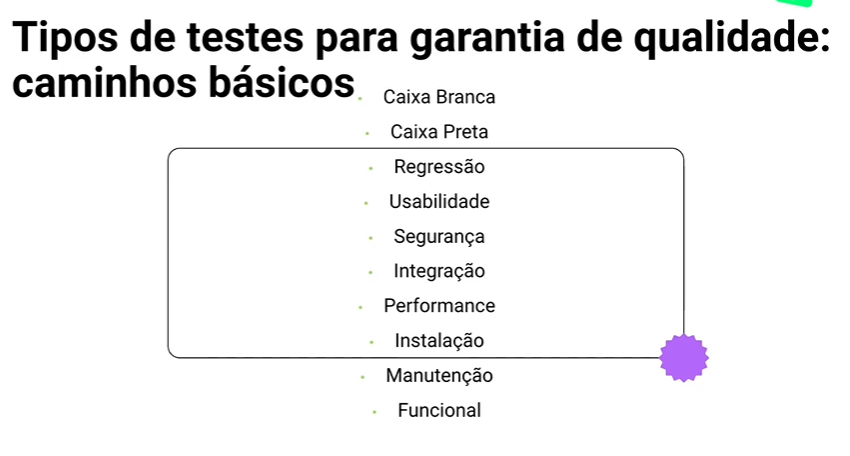 Tipos de testes para garantia de qualidade:
caminhos básicos
Caixa Branca
Caixa Preta
Regressão
Usabilidade
Segurança
Integração
Performance
Instalação
Manutenção
Funcional